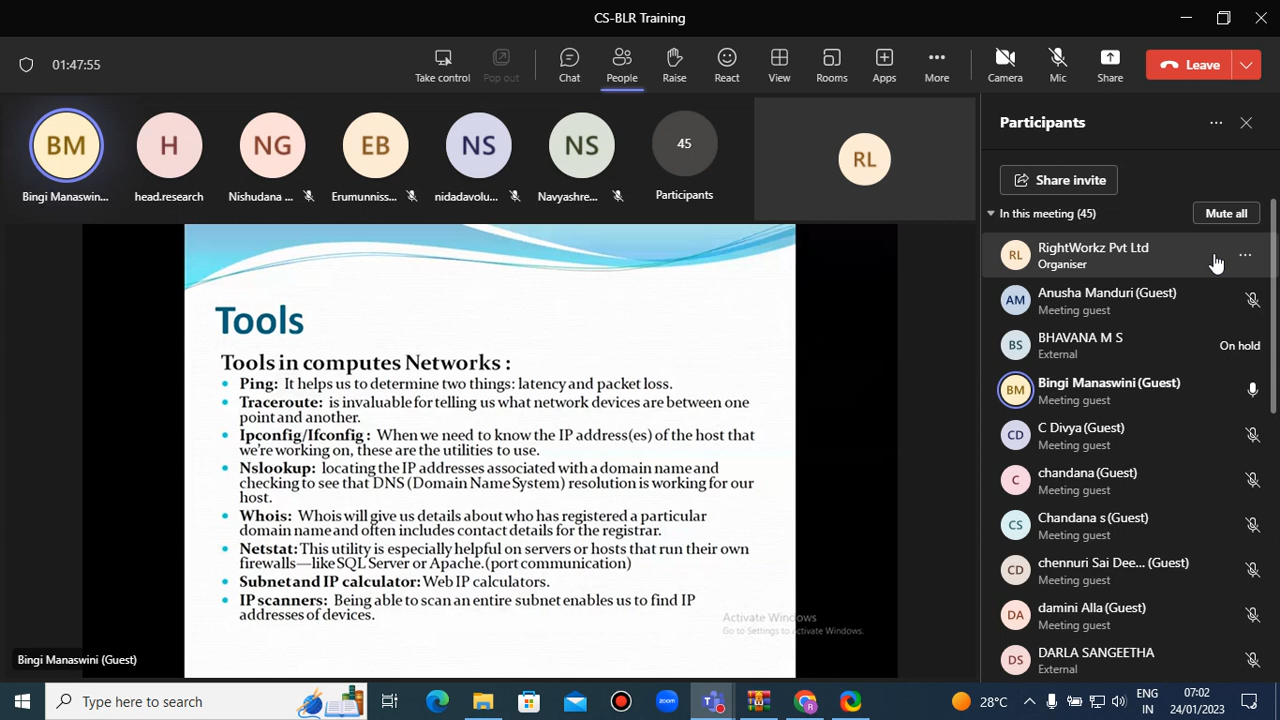 CS-BLR Training
01:47:55
Take control
Pop out
Chat
People
Raise
React
View
Rooms
Apps
More
Camera
Mic
Share
Leave
BM
H
NG
EB
NS
NS
45
RL
Bingi Manaswin...
head.research
Nishudana ...
Erumunniss...
nidadavolu...
Navyashre...
Participants
Participants
Share invite
In this meeting (45)
Mute all
RL
RightWorkz Pvt Ltd
Organiser
AM
Anusha Manduri (Guest)
Meeting guest
BS
BHAVANA M S
External
On hold
BM
Bingi Manaswini (Guest)
Meeting guest
CD
C Divya (Guest)
Meeting guest
C
chandana (Guest)
Meeting guest
CS
Chandana s (Guest)
Meeting guest
CD
chennuri Sai Dee... (Guest)
Meeting guest
DA
damini Alla (Guest)
Meeting guest
DS
DARLA SANGEETHA
External
Tools
Tools in computes Networks :
• Ping: It helps us to determine two things: latency and packet loss.
• Traceroute: is invaluable for telling us what network devices are between one
point and another.
• Ipconfig/Ifconfig : When we need to know the IP address(es) of the host that
we're working on, these are the utilities to use.
• Nslookup: locating the IP addresses associated with a domain name and
checking to see that DNS (Domain Name System) resolution is working for our
host.
• Whois: Whois will give us details about who has registered a particular
domain name and often includes contact details for the registrar.
• Netstat: This utility is especially helpful on servers or hosts that run their own
firewalls—like SQL Server or Apache.(port communication)
• Subnet and IP calculator: Web IP calculators.
• IP scanners: Being able to scan an entire subnet enables us to find IP
addresses of devices.
Activate Windows
Go to Settings to activate Windows.
Bingi Manaswini (Guest)
Type here to search
zoom
28°C
ENG
IN
07:02
24/01/2023